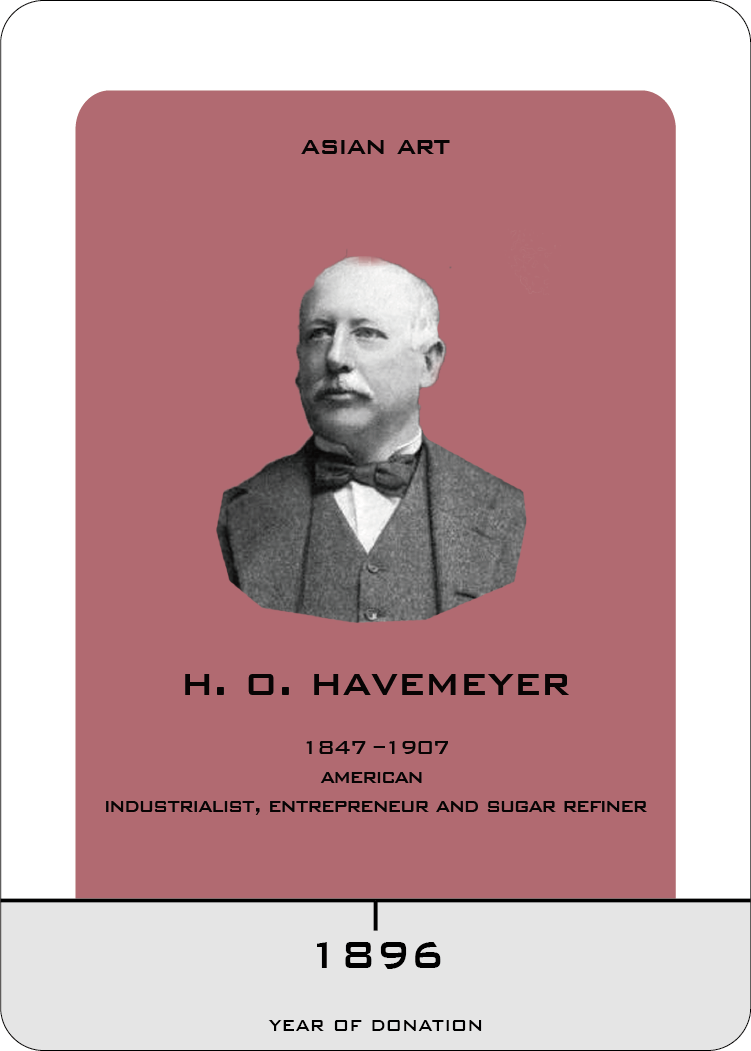 ASIAN ART
H. O. HAVEMEYER
1847 –1907
AMERICAN
INDUSTRIALIST, ENTREPRENEUR AND SUGAR REFINER
1896
YEAR OF DONATION